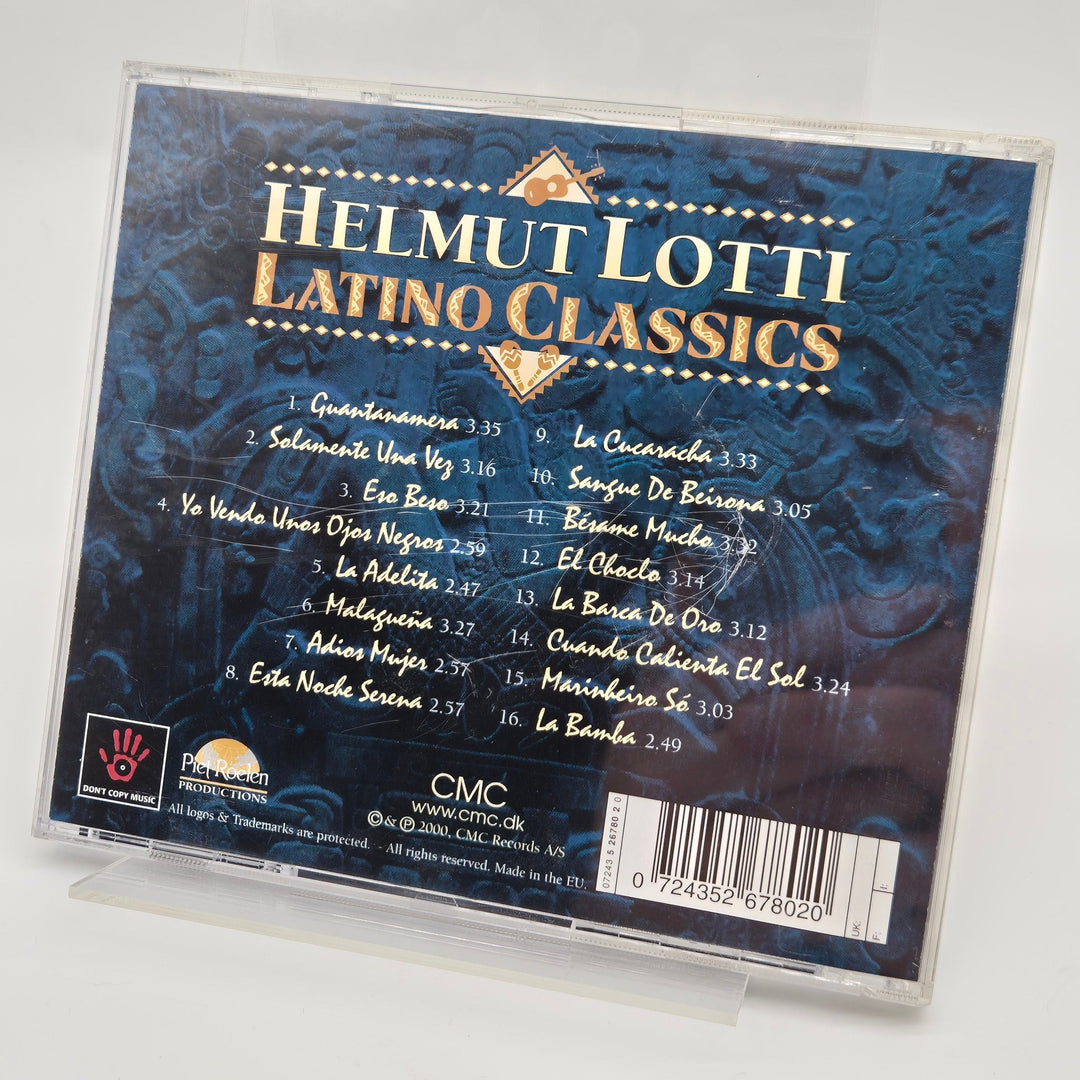 HELMUT LOTTI
LATINO CLASSICS
1. Guantanamera 3.35
2. Solamente Una Vez 3.16
3. Eso Beso 3.21
4. Yo Vendo Unos Ojos Negros 2.59
5. La Adelita 2.47
6. Malagueña 3.27
7. Adios Mujer 2.57
8. Esta Noche Serena 2.57
9. La Cucaracha 3.33
10. Sangue De Beirona 3.05
11. Bésame Mucho 3.32
12. El Choclo 3.14
13. La Barca De Oro 3.12
14. Cuando Calienta El Sol 3.24
15. Marinheiro Só 3.03
16. La Bamba 2.49
DON'T COPY MUSIC
Piet Roelen
PRODUCTIONS
CMC
www.cmc.dk
© & ℗ 2000, CMC Records A/S
All logos & Trademarks are protected. - All rights reserved. Made in the EU.
07243 5 26780 2 0
0 724352 678020
UK:
F:
I: